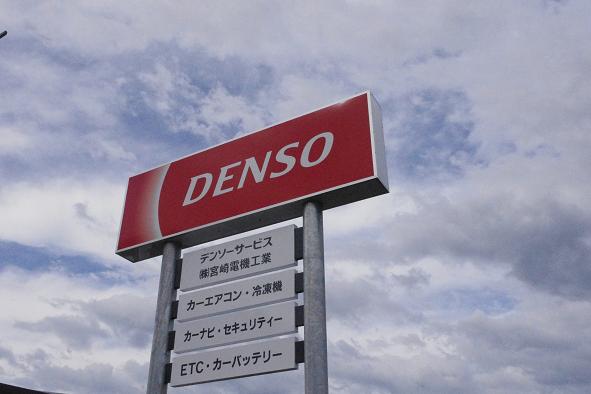 DENSO
デンソーサービス
㈱宮崎電機工業
カーエアコン・冷凍機
カーナビ・セキュリティー
ETC・カーバッテリー